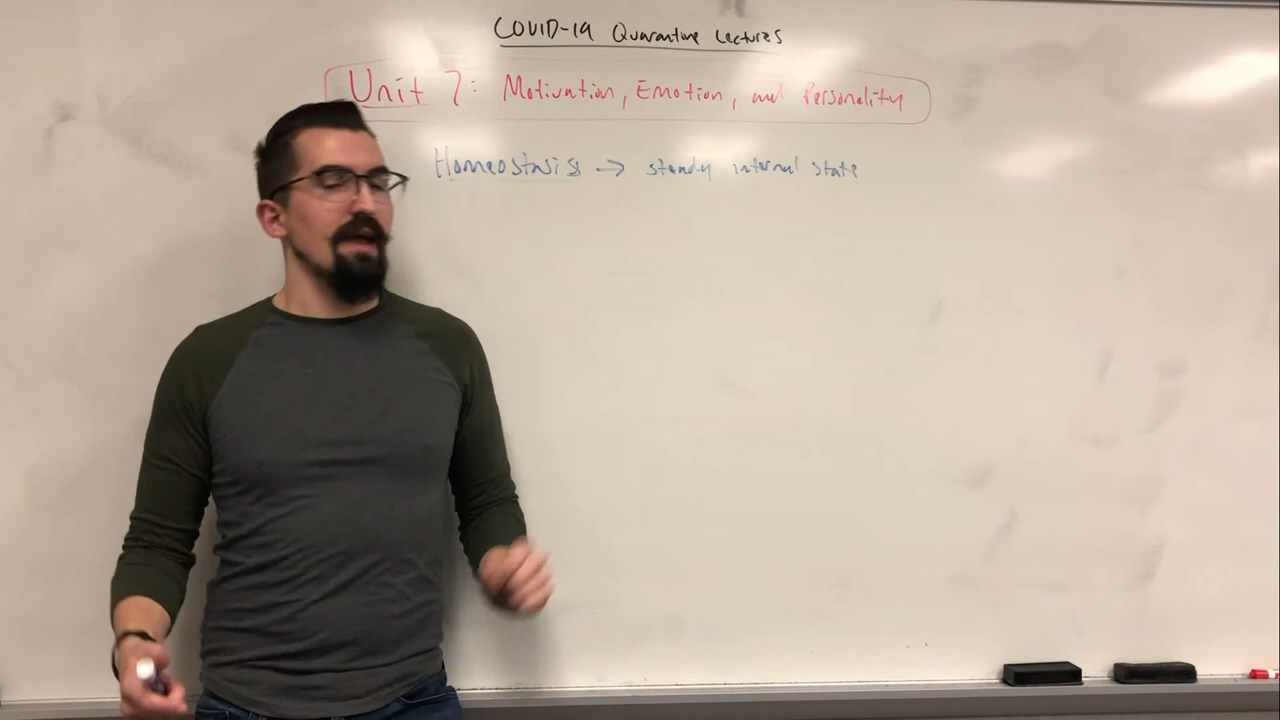 COVID-19 Quarantine Lectures
Unit 7: Motivation, Emotion, and Personality
Homeostasis → steady internal state